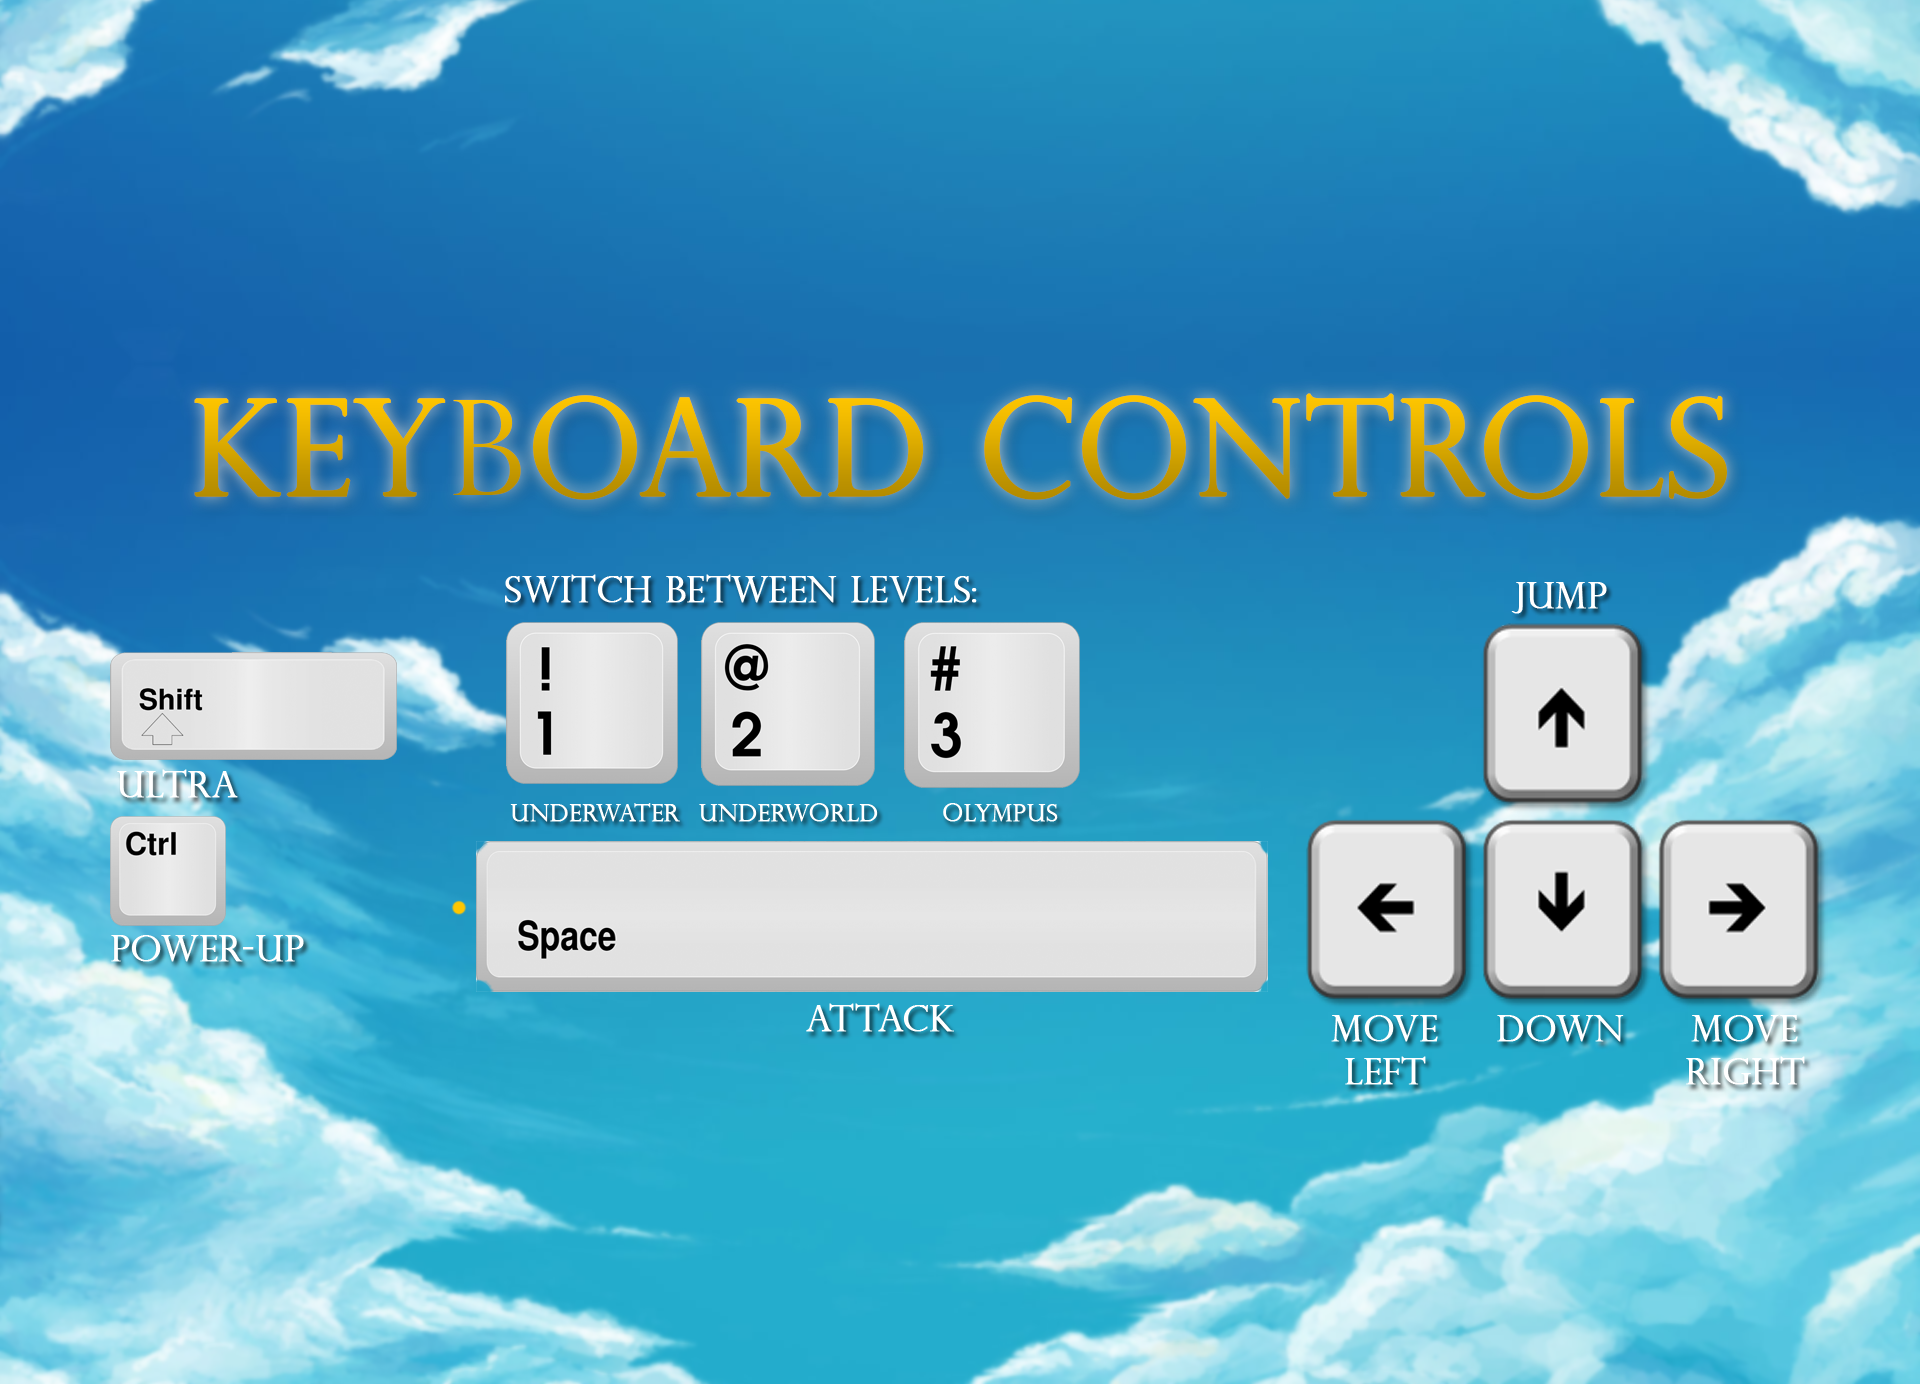 KEYBOARD CONTROLS
SWITCH BETWEEN LEVELS:
JUMP
Shift
ULTRA
!
1
@
2
#
3
UNDERWATER UNDERWORLD OLYMPUS
Ctrl
POWER-UP
Space
ATTACK
MOVE LEFT
DOWN
MOVE RIGHT